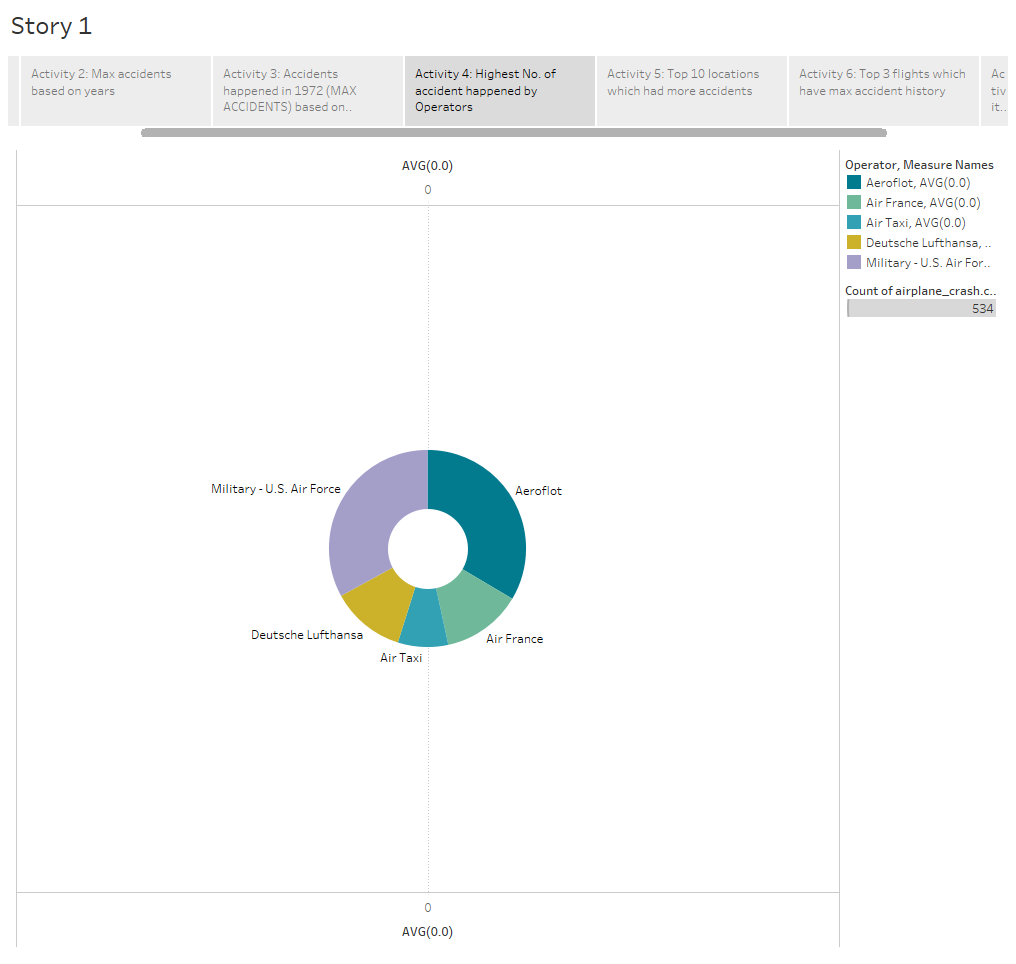 Story 1
Activity 2: Max accidents
based on years
Activity 3: Accidents
happened in 1972 (MAX
ACCIDENTS) based on..
Activity 4: Highest No. of
accident happened by
Operators
Activity 5: Top 10 locations
which had more accidents
Activity 6: Top 3 flights which
have max accident history
Ac
tiv
it..
AVG(0.0)
0
Operator, Measure Names
Aeroflot, AVG(0.0)
Air France, AVG(0.0)
Air Taxi, AVG(0.0)
Deutsche Lufthansa, ..
Military - U.S. Air For..
Count of airplane_crash.c..
534
Military - U.S. Air Force
Aeroflot
Deutsche Lufthansa
Air France
Air Taxi
0
AVG(0.0)